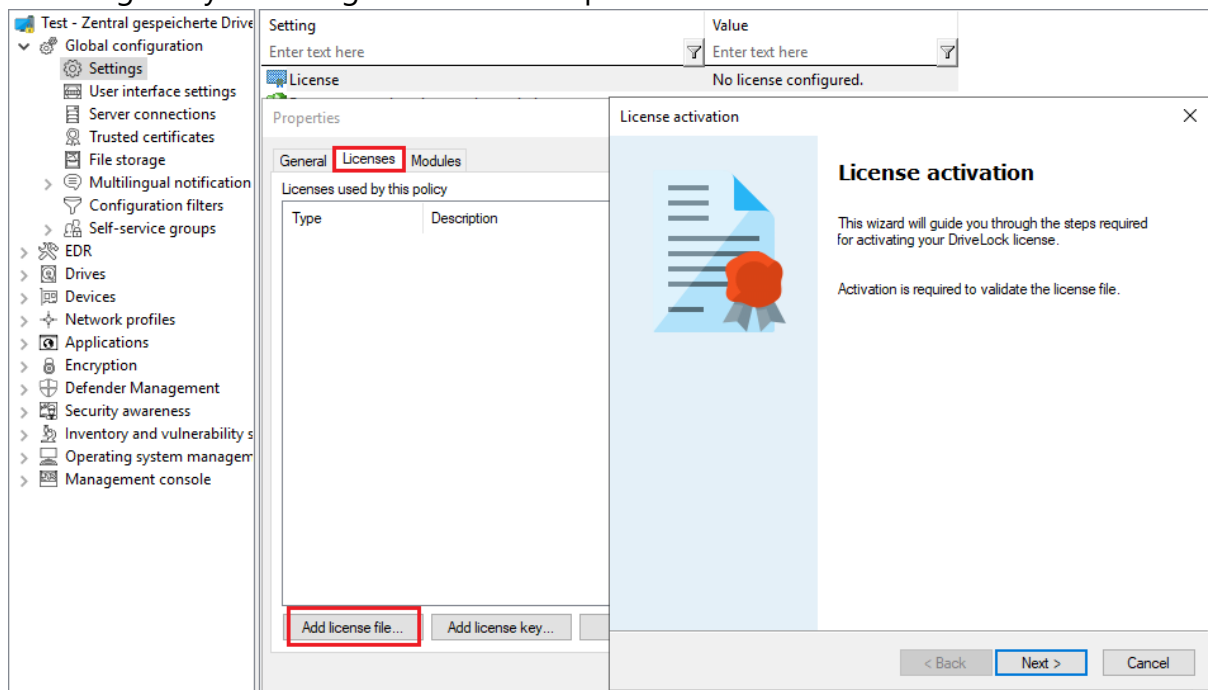 Test - Zentral gespeicherte Drive
Global configuration
Settings
User interface settings
Server connections
Trusted certificates
File storage
Multilingual notification
Configuration filters
Self-service groups
EDR
Drives
Devices
Network profiles
Applications
Encryption
Defender Management
Security awareness
Inventory and vulnerability s
Operating system managem
Management console
Setting Value
Enter text here Enter text here
License No license configured.
Properties
General Licenses Modules
Licenses used by this policy
Type Description
Add license file... Add license key...
License activation
License activation
This wizard will guide you through the steps required
for activating your DriveLock license.
Activation is required to validate the license file.
< Back Next > Cancel